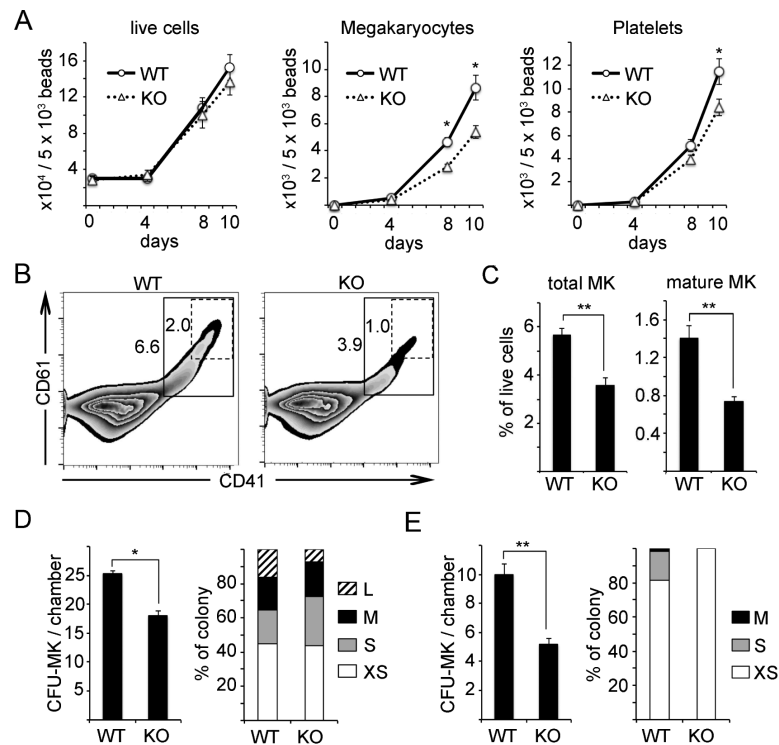 A
live cells
Megakaryocytes
Platelets
x10⁴ / 5 x 10³ beads
16
12
8
4
WT
KO
0 2 4 6 8 10
days
x10³ / 5 x 10³ beads
10
8
6
4
2
WT
KO
* *
0 2 4 6 8 10
days
x10³ / 5 x 10³ beads
12
10
8
6
4
2
WT
KO
*
0 2 4 6 8 10
days
B
WT
KO
CD61
6.6
2.0
3.9
1.0
CD41
C
total MK
mature MK
% of live cells
6
4
2
**
WT KO
1.6
1.2
0.8
0.4
**
WT KO
D
CFU-MK / chamber
25
20
15
10
5
*
WT KO
% of colony
80
60
40
20
WT KO
L
M
S
XS
E
CFU-MK / chamber
10
8
6
4
2
**
WT KO
% of colony
80
60
40
20
WT KO
M
S
XS